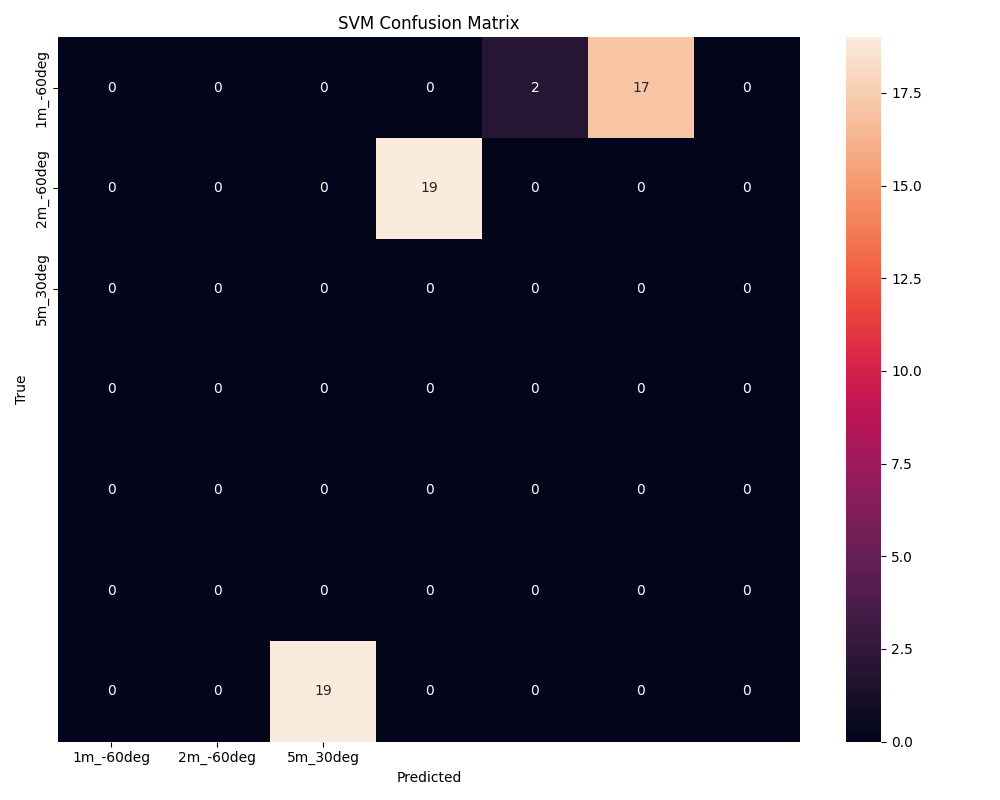 SVM Confusion Matrix
1m_-60deg
0 0 0 0 2 17 0
2m_-60deg
0 0 0 19 0 0 0
5m_30deg
0 0 0 0 0 0 0
0 0 0 0 0 0 0
0 0 0 0 0 0 0
0 0 0 0 0 0 0
0 0 19 0 0 0 0
True
1m_-60deg 2m_-60deg 5m_30deg
Predicted
17.5
15.0
12.5
10.0
7.5
5.0
2.5
0.0